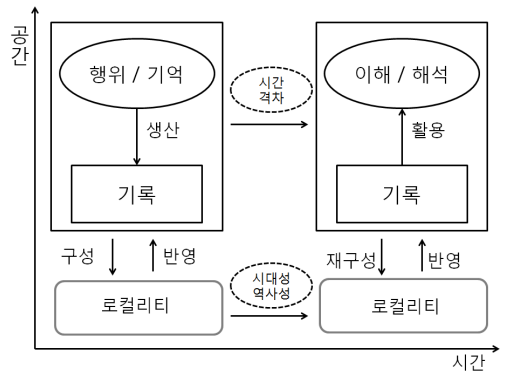 공
간
행위 / 기억
생산
기록
시간
격차
이해 / 해석
활용
기록
구성
반영
재구성
반영
로컬리티
시대성
역사성
로컬리티
시간